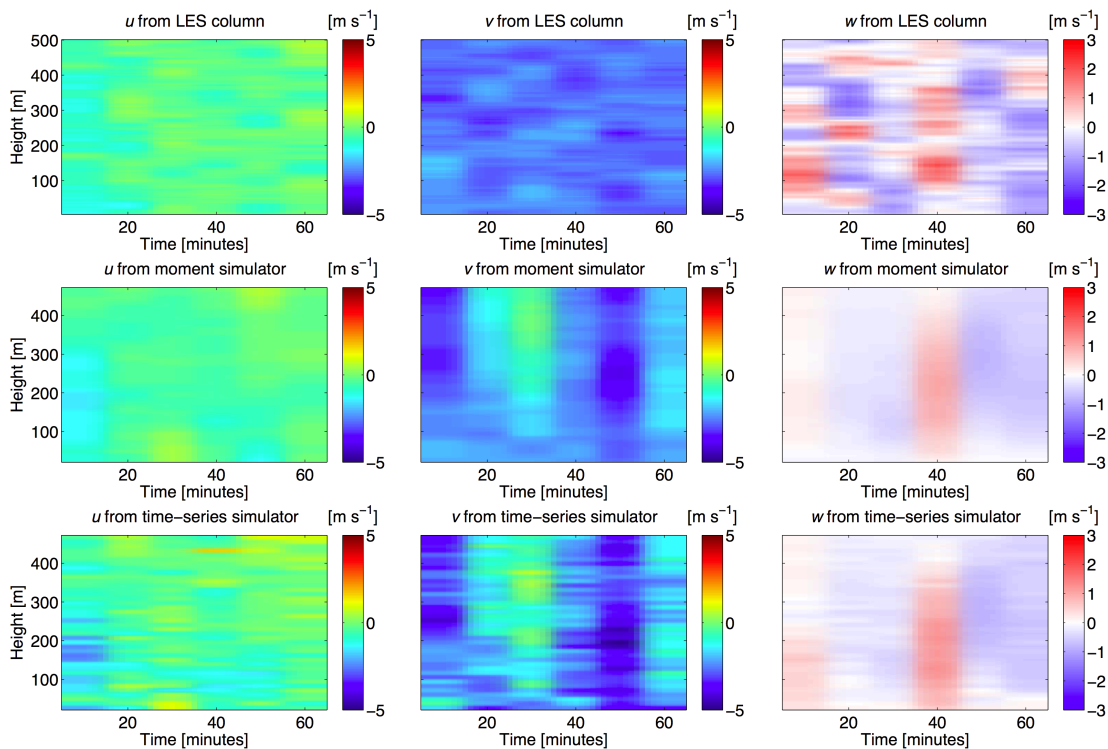 u from LES column [m s⁻¹] v from LES column [m s⁻¹] w from LES column [m s⁻¹]
500 5 5 3
400 2
300 1
Height [m] 0 0 0
200 −1
100 −2
−5 −5 −3
20 40 60 20 40 60 20 40 60
Time [minutes] Time [minutes] Time [minutes]
u from moment simulator [m s⁻¹] v from moment simulator [m s⁻¹] w from moment simulator [m s⁻¹]
5 5 3
400 2
300 1
Height [m] 0 0 0
200 −1
100 −2
−5 −5 −3
20 40 60 20 40 60 20 40 60
Time [minutes] Time [minutes] Time [minutes]
u from time−series simulator [m s⁻¹] v from time−series simulator [m s⁻¹] w from time−series simulator [m s⁻¹]
5 5 3
400 2
300 1
Height [m] 0 0 0
200 −1
100 −2
−5 −5 −3
20 40 60 20 40 60 20 40 60
Time [minutes] Time [minutes] Time [minutes]